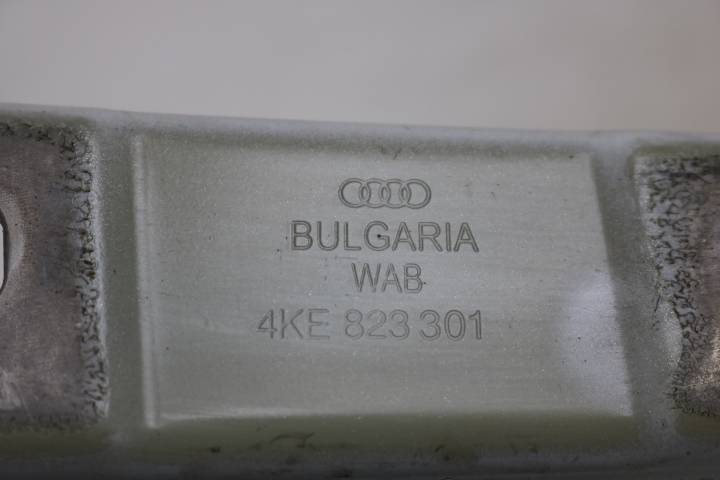 BULGARIA
WAB
4KE 823 301